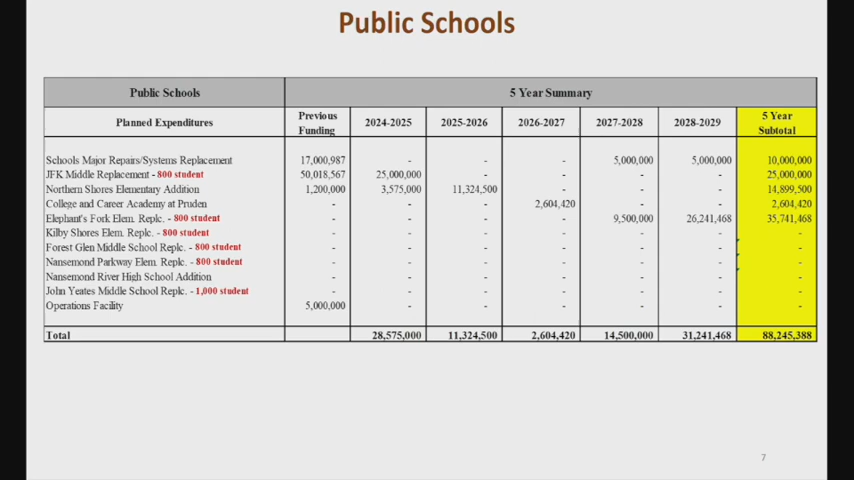 Public Schools
Public Schools 5 Year Summary
Planned Expenditures Previous Funding 2024-2025 2025-2026 2026-2027 2027-2028 2028-2029 5 Year Subtotal
Schools Major Repairs/Systems Replacement 17,000,987 - - - 5,000,000 5,000,000 10,000,000
JFK Middle Replacement - 800 student 50,018,567 25,000,000 - - - - 25,000,000
Northern Shores Elementary Addition 1,200,000 3,575,000 11,324,500 - - - 14,899,500
College and Career Academy at Pruden - - - 2,604,420 - - 2,604,420
Elephant's Fork Elem. Replc. - 800 student - - - - 9,500,000 26,241,468 35,741,468
Kilby Shores Elem. Replc. - 800 student - - - - - - -
Forest Glen Middle School Replc. - 800 student - - - - - - -
Nansemond Parkway Elem. Replc. - 800 student - - - - - - -
Nansemond River High School Addition - - - - - - -
John Yeates Middle School Replc. - 1,000 student - - - - - - -
Operations Facility 5,000,000 - - - - - -
Total 28,575,000 11,324,500 2,604,420 14,500,000 31,241,468 88,245,388
7